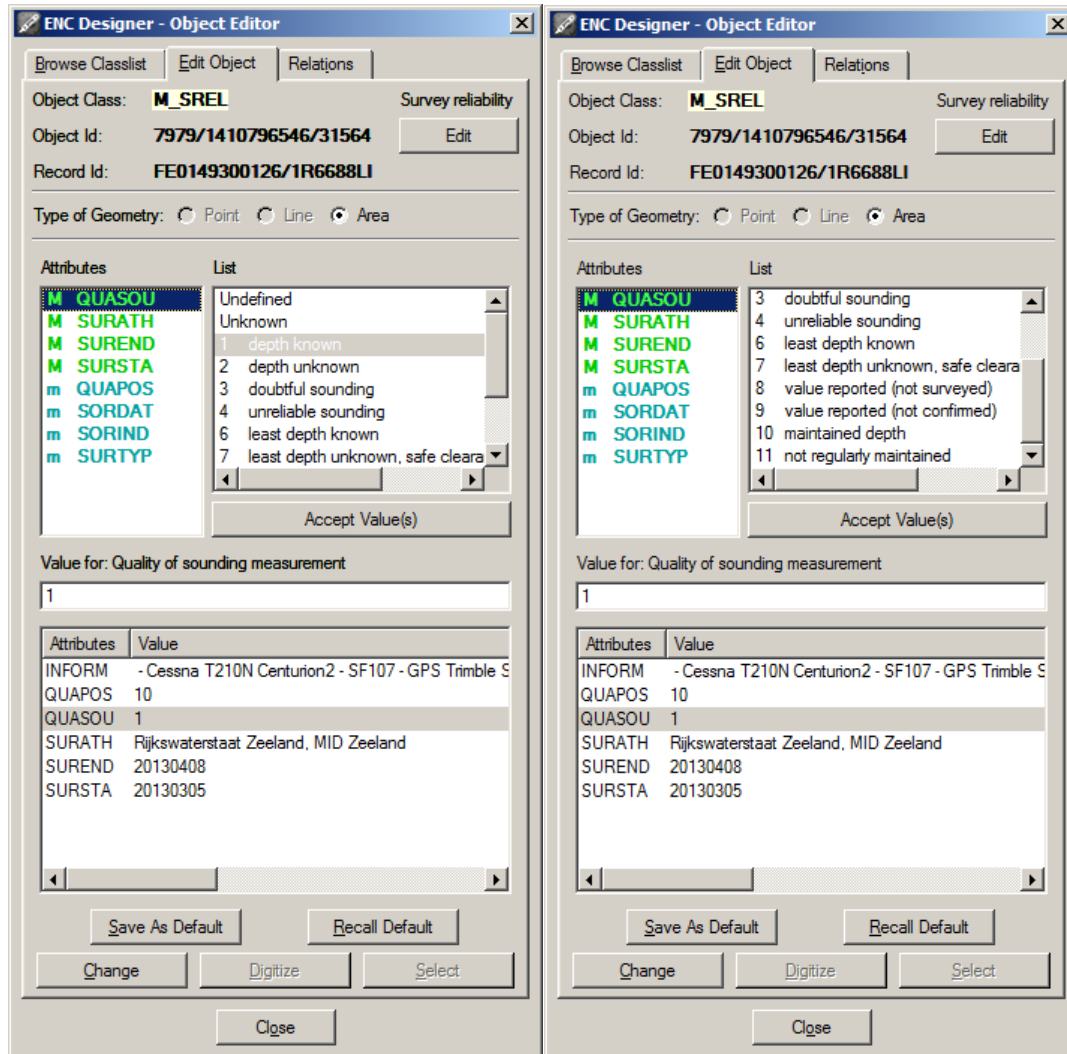 ENC Designer - Object Editor
Browse Classlist Edit Object Relations
Object Class: M_SREL Survey reliability
Object Id: 7979/1410796546/31564 Edit
Record Id: FE0149300126/1R6688LI
Type of Geometry: Point Line Area
Attributes List
M QUASOU Undefined
M SURATH Unknown
M SUREND 1 depth known
M SURSTA 2 depth unknown
m QUAPOS 3 doubtful sounding
m SORDAT 4 unreliable sounding
m SORIND 6 least depth known
m SURTYP 7 least depth unknown, safe cleara
Accept Value(s)
Value for: Quality of sounding measurement
1
Attributes Value
INFORM - Cessna T210N Centurion2 - SF107 - GPS Trimble S
QUAPOS 10
QUASOU 1
SURATH Rijkswaterstaat Zeeland, MID Zeeland
SUREND 20130408
SURSTA 20130305
Save As Default Recall Default
Change Digitize Select
Close
ENC Designer - Object Editor
Browse Classlist Edit Object Relations
Object Class: M_SREL Survey reliability
Object Id: 7979/1410796546/31564 Edit
Record Id: FE0149300126/1R6688LI
Type of Geometry: Point Line Area
Attributes List
M QUASOU 3 doubtful sounding
M SURATH 4 unreliable sounding
M SUREND 6 least depth known
M SURSTA 7 least depth unknown, safe cleara
m QUAPOS 8 value reported (not surveyed)
m SORDAT 9 value reported (not confirmed)
m SORIND 10 maintained depth
m SURTYP 11 not regularly maintained
Accept Value(s)
Value for: Quality of sounding measurement
1
Attributes Value
INFORM - Cessna T210N Centurion2 - SF107 - GPS Trimble S
QUAPOS 10
QUASOU 1
SURATH Rijkswaterstaat Zeeland, MID Zeeland
SUREND 20130408
SURSTA 20130305
Save As Default Recall Default
Change Digitize Select
Close